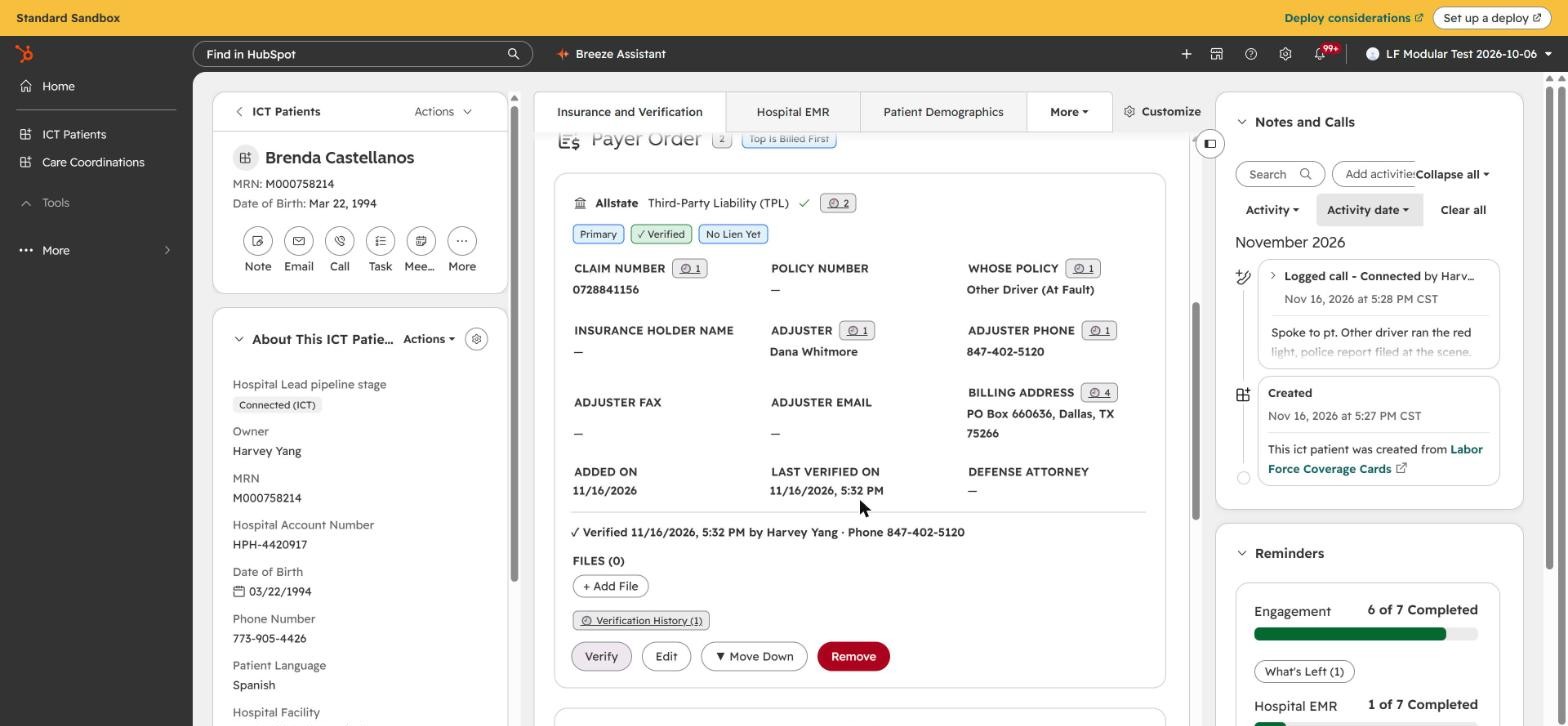 Standard Sandbox
Deploy considerations
Set up a deploy
Find in HubSpot
Breeze Assistant
99+
LF Modular Test 2026-10-06
Home
ICT Patients
Care Coordinations
Tools
More
ICT Patients
Actions
Brenda Castellanos
MRN: M000758214
Date of Birth: Mar 22, 1994
Note Email Call Task Mee... More
About This ICT Patie...
Actions
Hospital Lead pipeline stage
Connected (ICT)
Owner
Harvey Yang
MRN
M000758214
Hospital Account Number
HPH-4420917
Date of Birth
03/22/1994
Phone Number
773-905-4426
Patient Language
Spanish
Hospital Facility
Insurance and Verification
Hospital EMR
Patient Demographics
More
Customize
Payer Order 2 Top Is Billed First
Allstate Third-Party Liability (TPL) ✓ 2
Primary ✓ Verified No Lien Yet
CLAIM NUMBER 1
0728841156
POLICY NUMBER
—
WHOSE POLICY 1
Other Driver (At Fault)
INSURANCE HOLDER NAME
—
ADJUSTER 1
Dana Whitmore
ADJUSTER PHONE 1
847-402-5120
ADJUSTER FAX
—
ADJUSTER EMAIL
—
BILLING ADDRESS 4
PO Box 660636, Dallas, TX
75266
ADDED ON
11/16/2026
LAST VERIFIED ON
11/16/2026, 5:32 PM
DEFENSE ATTORNEY
—
✓ Verified 11/16/2026, 5:32 PM by Harvey Yang · Phone 847-402-5120
FILES (0)
+ Add File
Verification History (1)
Verify
Edit
▼ Move Down
Remove
Notes and Calls
Search
Add activities
Collapse all
Activity
Activity date
Clear all
November 2026
Logged call - Connected by Harv...
Nov 16, 2026 at 5:28 PM CST
Spoke to pt. Other driver ran the red
light, police report filed at the scene.
Created
Nov 16, 2026 at 5:27 PM CST
This ict patient was created from Labor
Force Coverage Cards
Reminders
Engagement 6 of 7 Completed
What's Left (1)
Hospital EMR 1 of 7 Completed